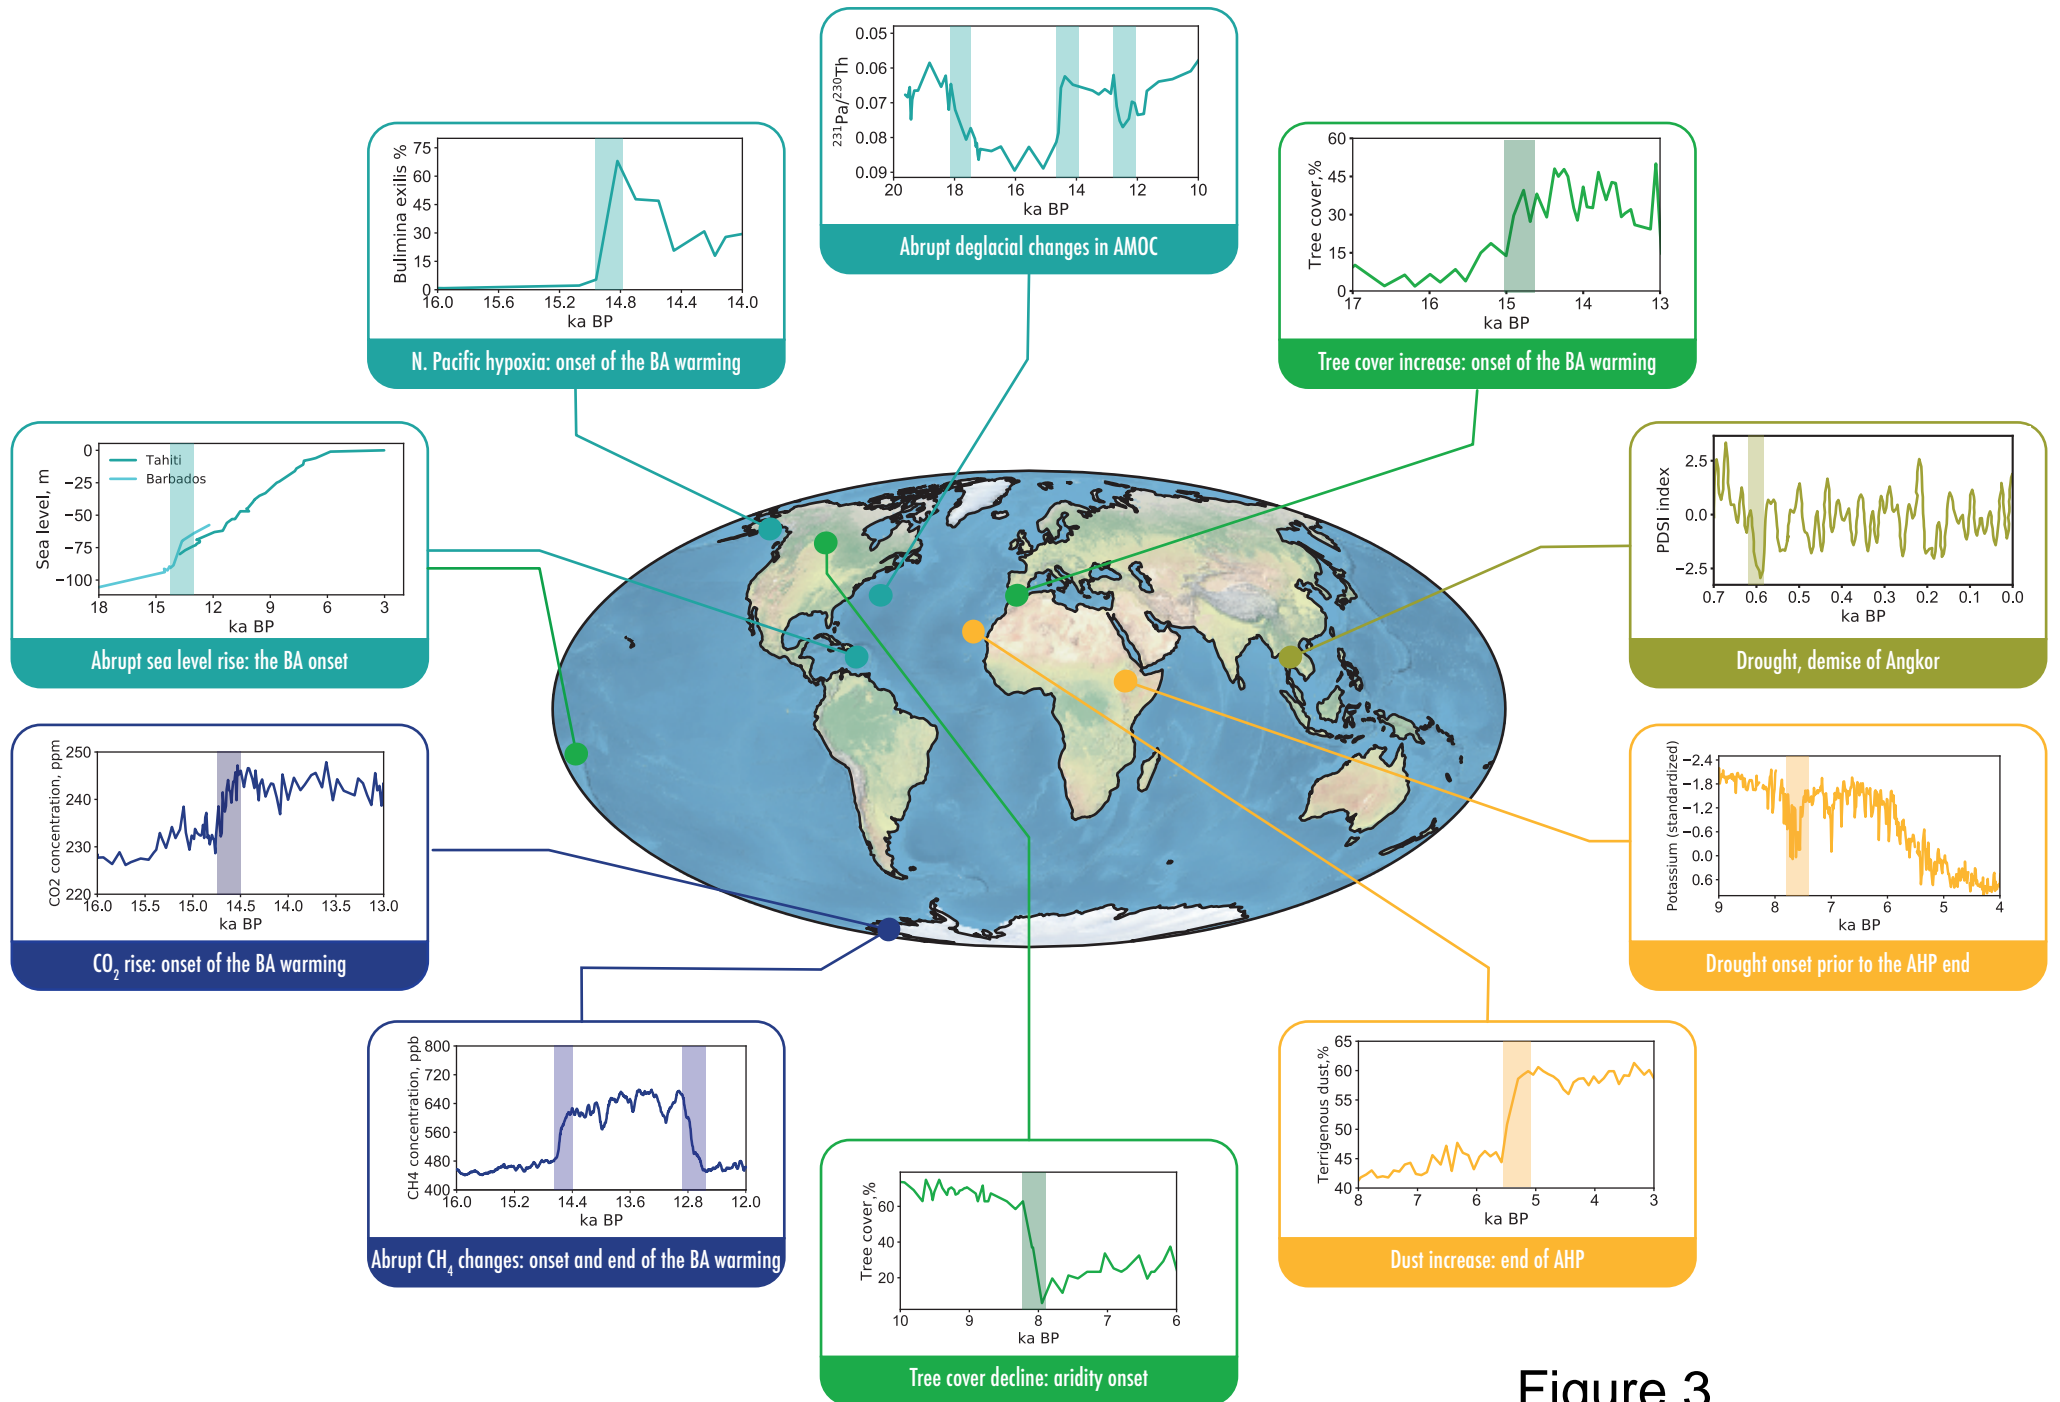 0.05
0.06
0.07
0.08
0.09
231Pa/230Th
20 18 16 14 12 10
ka BP
Abrupt deglacial changes in AMOC
75
60
45
30
15
0
Bulimina exilis %
16.0 15.6 15.2 14.8 14.4 14.0
ka BP
N. Pacific hypoxia: onset of the BA warming
60
45
30
15
0
Tree cover,%
17 16 15 14 13
ka BP
Tree cover increase: onset of the BA warming
0
−25
−50
−75
−100
Sea level, m
Tahiti
Barbados
18 15 12 9 6 3
ka BP
Abrupt sea level rise: the BA onset
2.5
0.0
−2.5
PDSI index
0.7 0.6 0.5 0.4 0.3 0.2 0.1 0.0
ka BP
Drought, demise of Angkor
250
240
230
220
CO2 concentration, ppm
16.0 15.5 15.0 14.5 14.0 13.5 13.0
ka BP
CO2 rise: onset of the BA warming
−2.4
−1.8
−1.2
−0.6
0.0
0.6
Potassium (standardized)
9 8 7 6 5 4
ka BP
Drought onset prior to the AHP end
800
720
640
560
480
400
CH4 concentration, ppb
16.0 15.2 14.4 13.6 12.8 12.0
ka BP
Abrupt CH4 changes: onset and end of the BA warming
65
60
55
50
45
40
Terrigenous dust,%
8 7 6 5 4 3
ka BP
Dust increase: end of AHP
60
40
20
Tree cover,%
10 9 8 7 6
ka BP
Tree cover decline: aridity onset
Figure 3